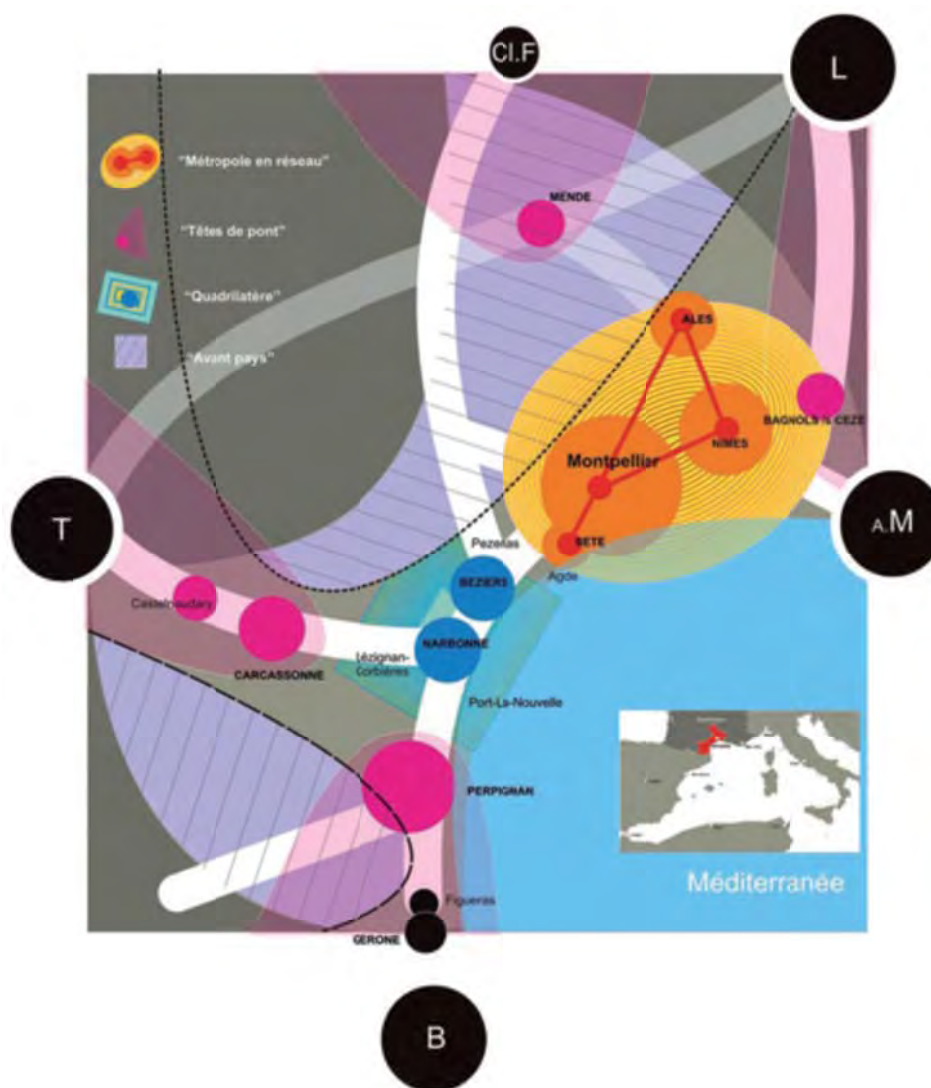 Cl.F
L
"Métropole en réseau"
"Têtes de pont"
"Quadrilatère"
"Avant pays"
MENDE
ALES
BAGNOLS/s CEZE
NIMES
Montpellier
SETE
T
A.M
Pezenas
Agde
BEZIERS
Castelnaudary
NARBONNE
CARCASSONNE
Lézignan-
Corbières
Port-La-Nouvelle
PERPIGNAN
Méditerranée
Figueras
GERONE
B